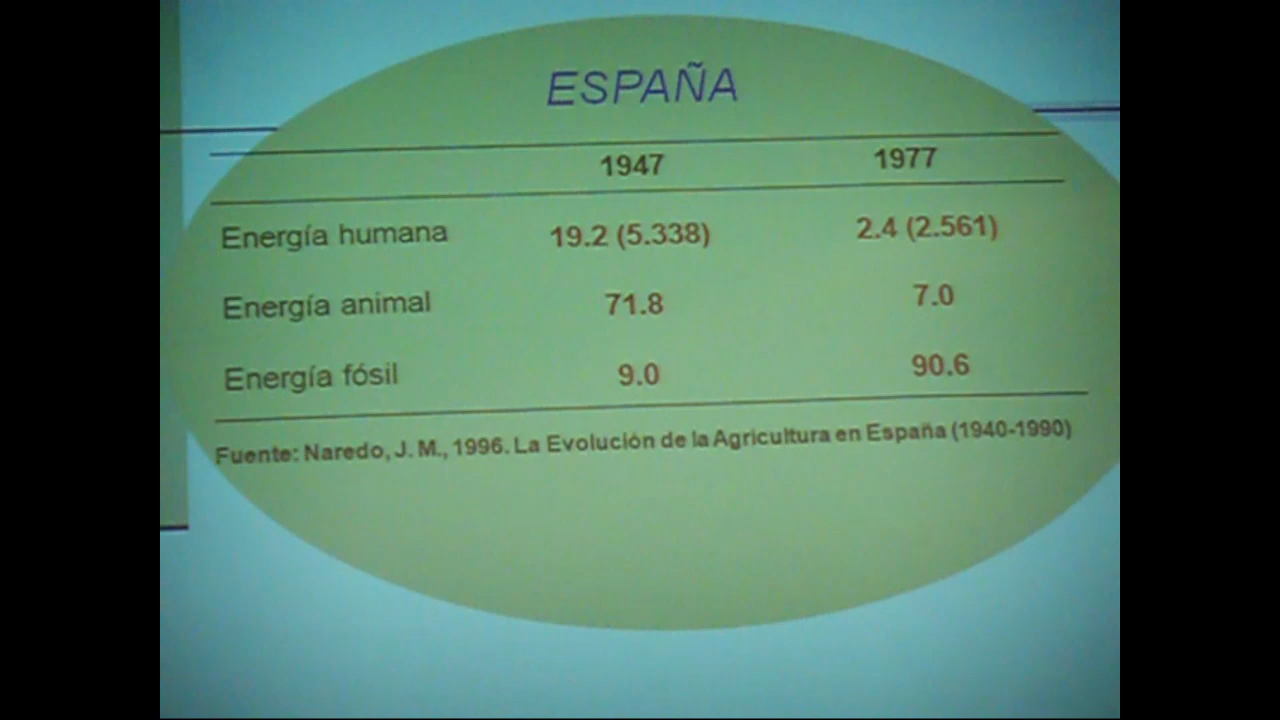 ESPAÑA
1947 1977
Energía humana 19.2 (5.338) 2.4 (2.561)
Energía animal 71.8 7.0
Energía fósil 9.0 90.6
Fuente: Naredo, J. M., 1996. La Evolución de la Agricultura en España (1940-1990)